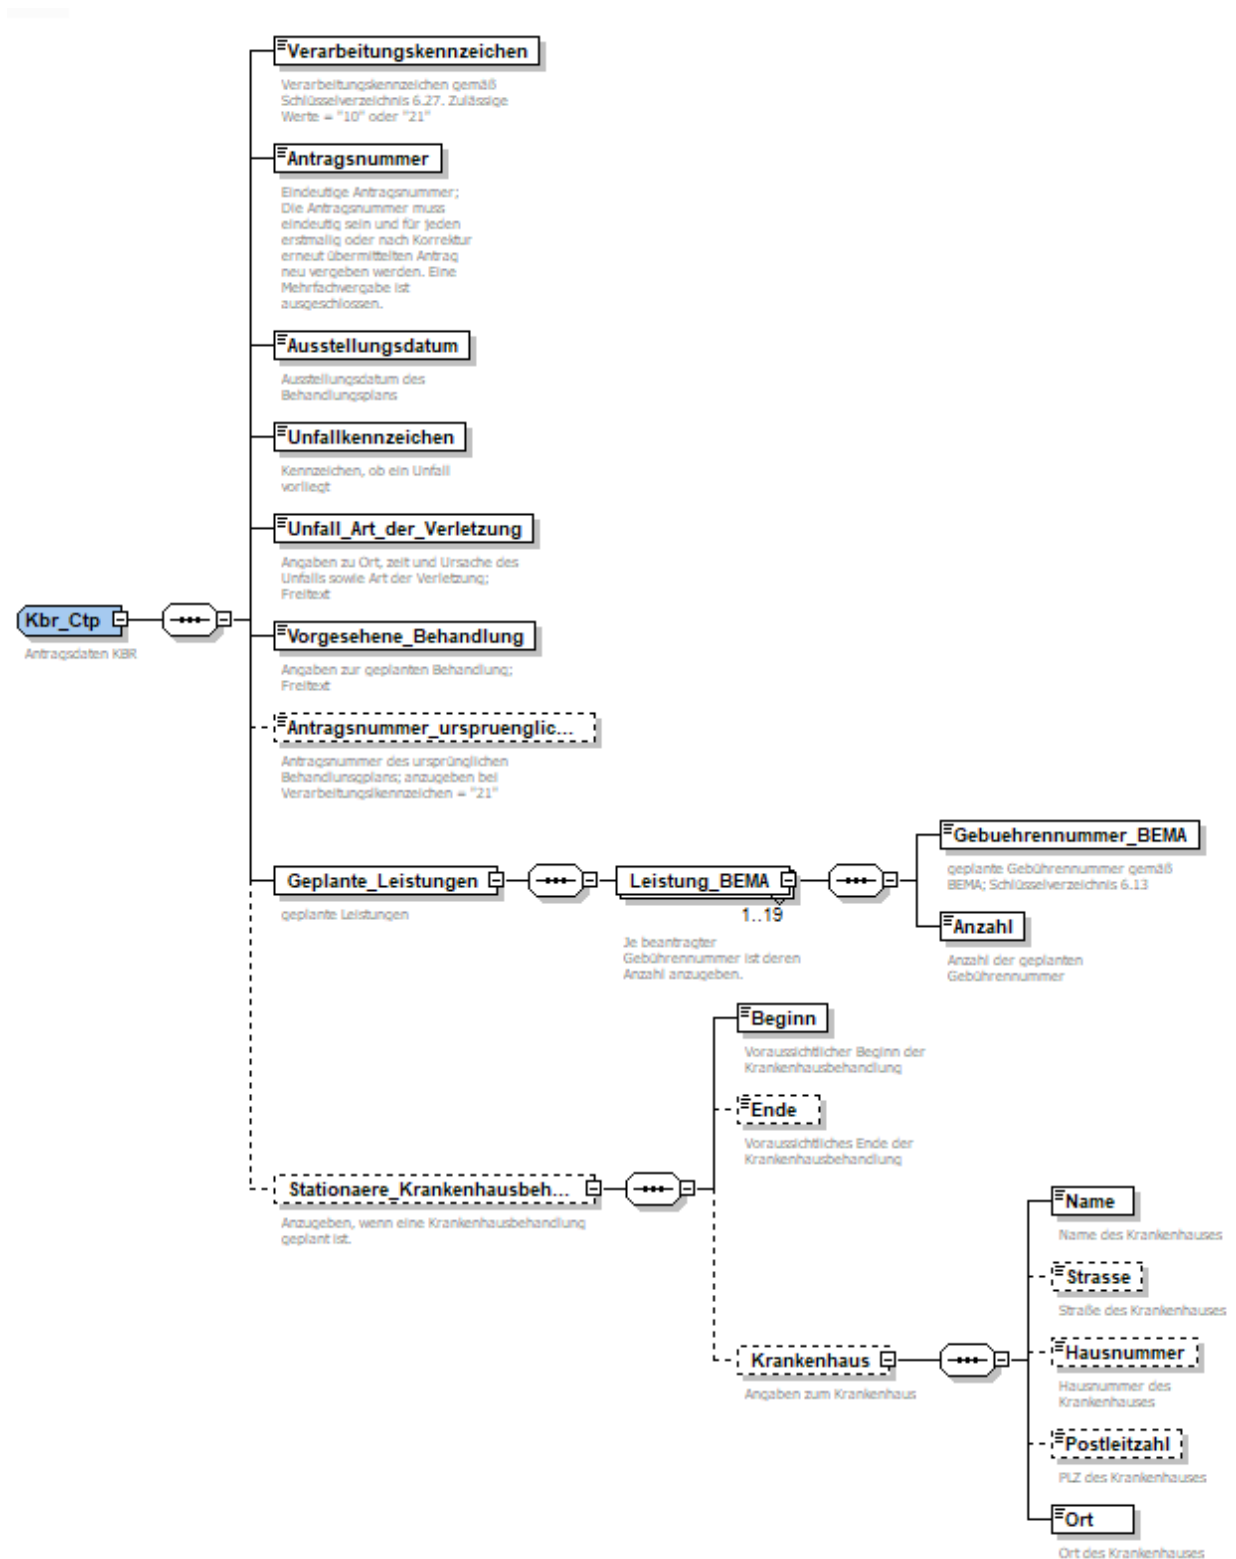 Verarbeitungskennzeichen
Verarbeitungskennzeichen gemäß
Schlüsselverzeichnis 6.27. Zulässige
Werte = "10" oder "21"
Antragsnummer
Eindeutige Antragsnummer;
Die Antragsnummer muss
eindeutig sein und für jeden
erstmalig oder nach Korrektur
erneut übermittelten Antrag
neu vergeben werden. Eine
Mehrfachvergabe ist
ausgeschlossen.
Ausstellungsdatum
Ausstellungsdatum des
Behandlungsplans
Unfallkennzeichen
Kennzeichen, ob ein Unfall
vorliegt
Unfall_Art_der_Verletzung
Angaben zu Ort, zeit und Ursache des
Unfalls sowie Art der Verletzung;
Freitext
Kbr_Ctp
Antragsdaten KBR
Vorgesehene_Behandlung
Angaben zur geplanten Behandlung;
Freitext
Antragsnummer_urspruenglic...
Antragsnummer des ursprünglichen
Behandlunsgplans; anzugeben bei
Verarbeitungslkennzeichen = "21"
Geplante_Leistungen
geplante Leistungen
Leistung_BEMA
1..19
Je beantragter
Gebührennummer ist deren
Anzahl anzugeben.
Gebuehrennummer_BEMA
geplante Gebührennummer gemäß
BEMA; Schlüsselverzeichnis 6.13
Anzahl
Anzahl der geplanten
Gebührennummer
Stationaere_Krankenhausbeh...
Anzugeben, wenn eine Krankenhausbehandlung
geplant ist.
Beginn
Voraussichtlicher Beginn der
Krankenhausbehandlung
Ende
Voraussichtliches Ende der
Krankenhausbehandlung
Krankenhaus
Angaben zum Krankenhaus
Name
Name des Krankenhauses
Strasse
Straße des Krankenhauses
Hausnummer
Hausnummer des
Krankenhauses
Postleitzahl
PLZ des Krankenhauses
Ort
Ort des Krankenhauses